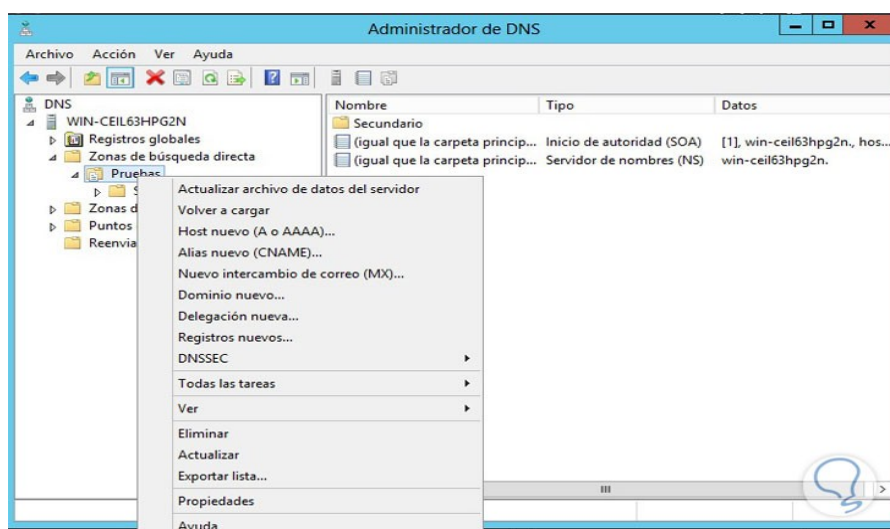 Administrador de DNS
Archivo Acción Ver Ayuda
DNS
WIN-CEIL63HPG2N
Registros globales
Zonas de búsqueda directa
Pruebas
S
Zonas d
Puntos
Reenvia
Nombre Tipo Datos
Secundario
(igual que la carpeta princip... Inicio de autoridad (SOA) [1], win-ceil63hpg2n., hos...
(igual que la carpeta princip... Servidor de nombres (NS) win-ceil63hpg2n.
Actualizar archivo de datos del servidor
Volver a cargar
Host nuevo (A o AAAA)...
Alias nuevo (CNAME)...
Nuevo intercambio de correo (MX)...
Dominio nuevo...
Delegación nueva...
Registros nuevos...
DNSSEC
Todas las tareas
Ver
Eliminar
Actualizar
Exportar lista...
Propiedades
Ayuda